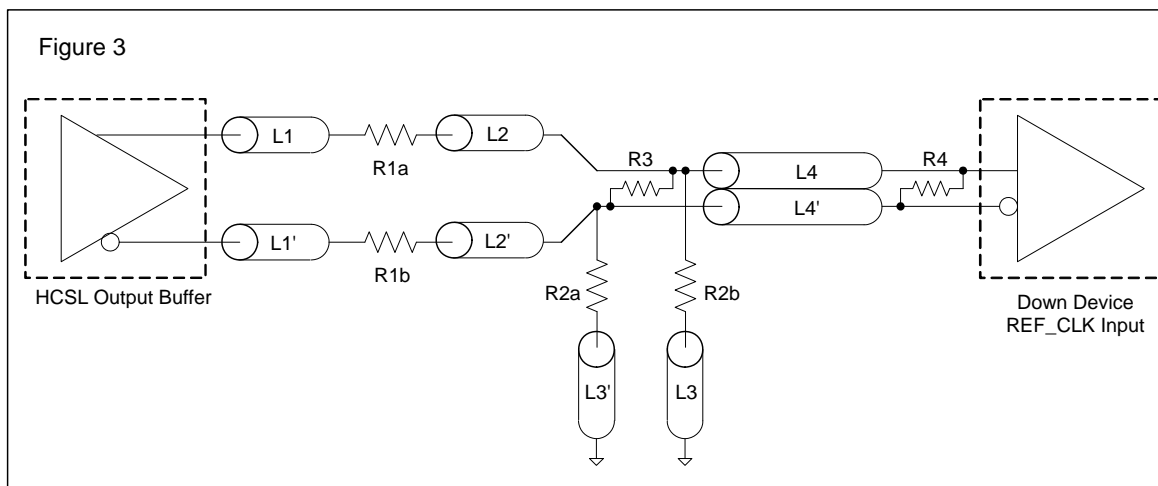 Figure 3
L1
R1a
L2
R3
L4
R4
L4'
L1'
R1b
L2'
R2a
R2b
HCSL Output Buffer
Down Device
REF_CLK Input
L3'
L3